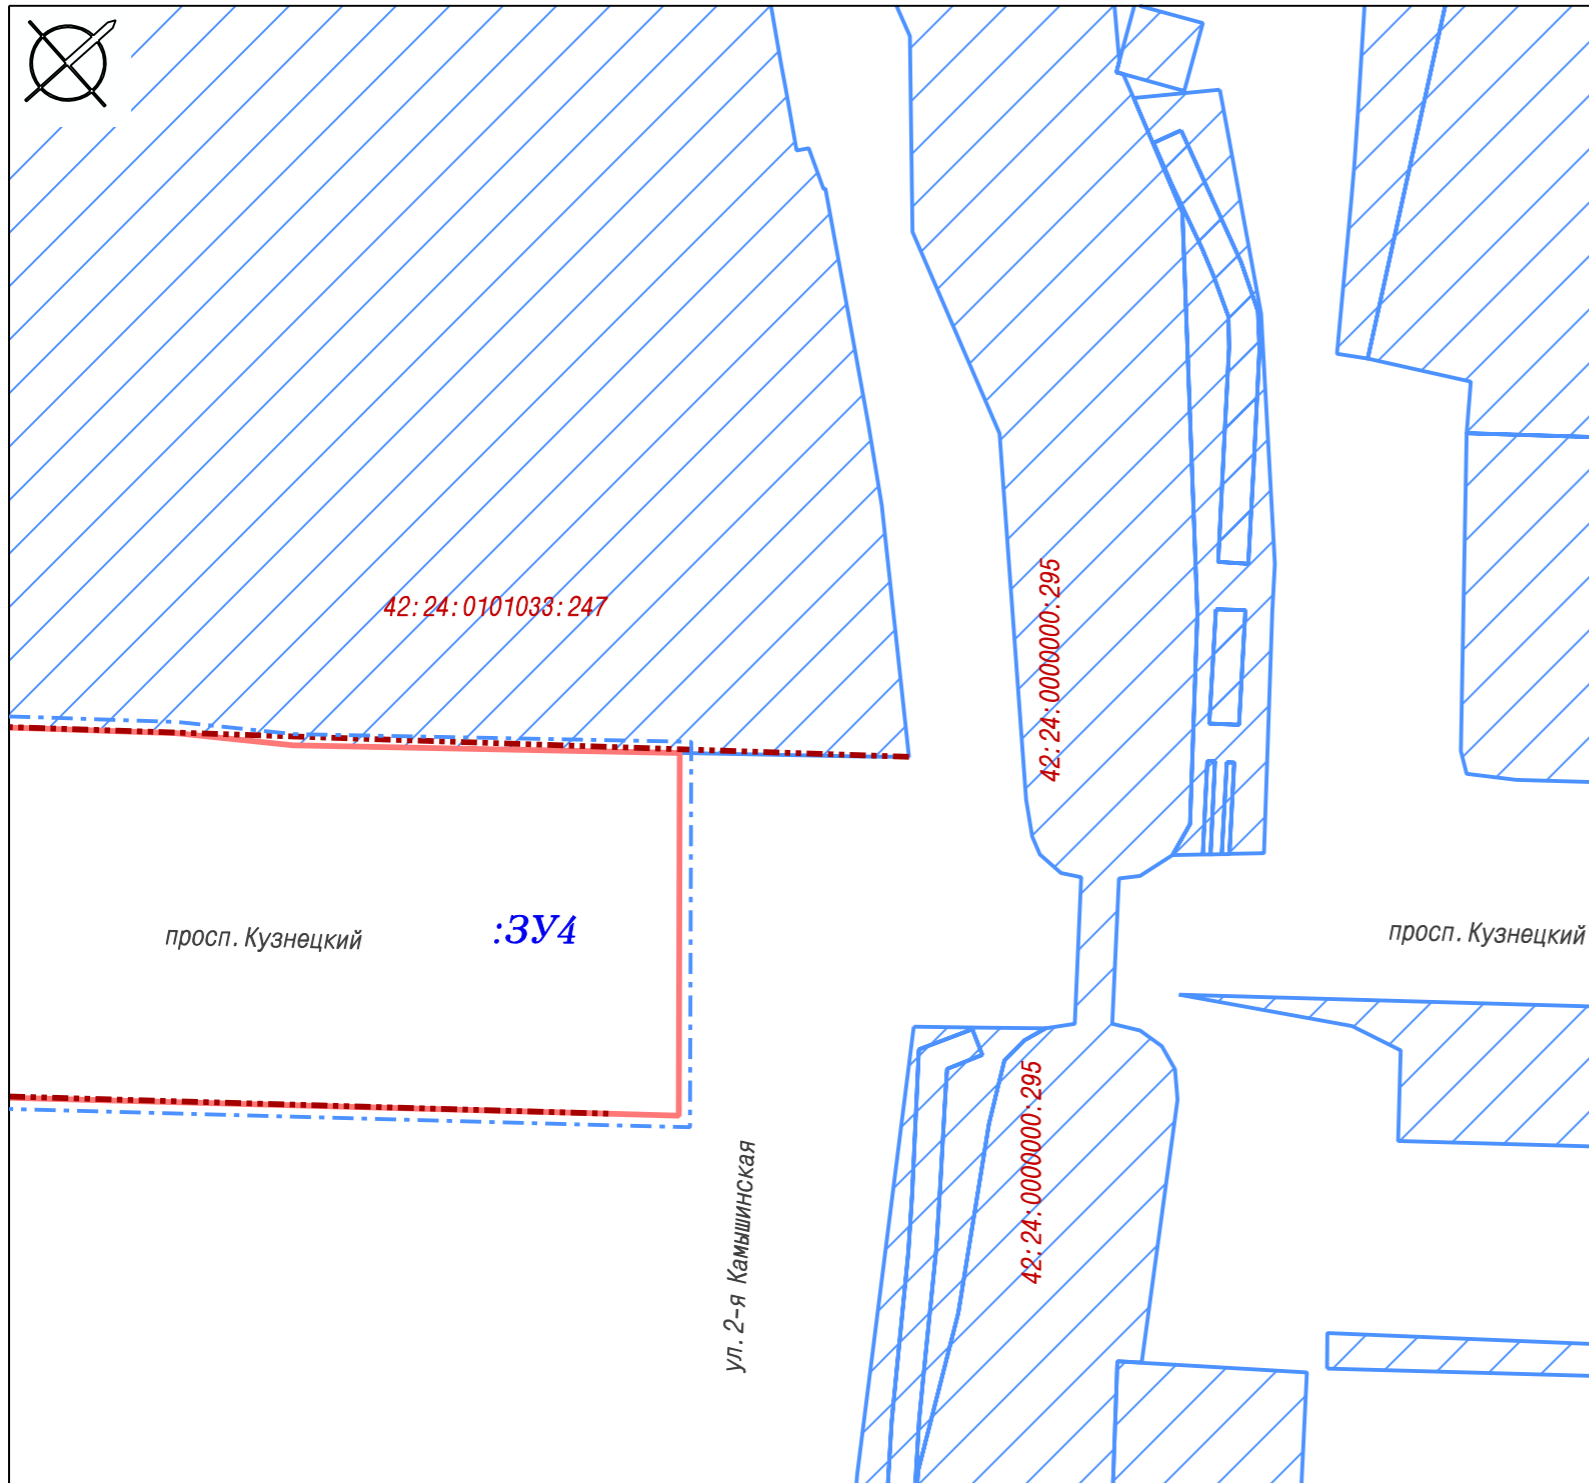 42:24:0101033:247
42:24:0000000:295
просп. Кузнецкий
:ЗУ4
просп. Кузнецкий
42:24:0000000:295
ул. 2-я Камышинская